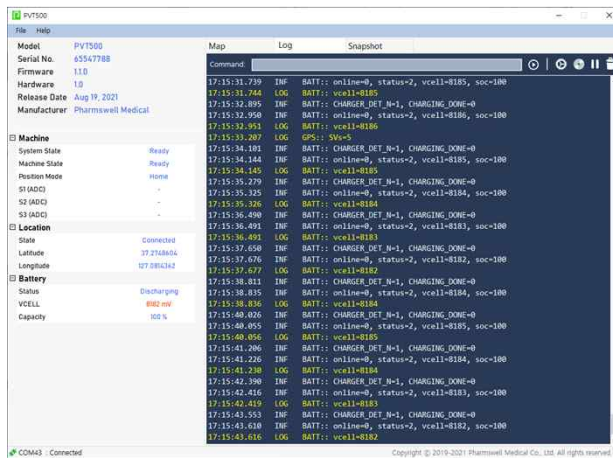 PVT500
File Help
Model PVT500
Serial No. 65547788
Firmware 1.1.0
Hardware 1.0
Release Date Aug 19, 2021
Manufacturer Pharmswell Medical
Machine
System State Ready
Machine State Ready
Position Mode Home
S1 (ADC) -
S2 (ADC) -
S3 (ADC) -
Location
State Connected
Latitude 37.2748604
Longitude 127.0814362
Battery
Status Discharging
VCELL 8182 mV
Capacity 100 %
Map Log Snapshot
Command:
17:15:31.739 INF BATT:: online=0, status=2, vcell=8185, soc=100
17:15:31.744 LOG BATT:: vcell=8185
17:15:32.895 INF BATT:: CHARGER_DET_N=1, CHARGING_DONE=0
17:15:32.950 INF BATT:: online=0, status=2, vcell=8186, soc=100
17:15:32.951 LOG BATT:: vcell=8186
17:15:33.207 LOG GPS:: SVs=5
17:15:34.101 INF BATT:: CHARGER_DET_N=1, CHARGING_DONE=0
17:15:34.144 INF BATT:: online=0, status=2, vcell=8185, soc=100
17:15:34.145 LOG BATT:: vcell=8185
17:15:35.279 INF BATT:: CHARGER_DET_N=1, CHARGING_DONE=0
17:15:35.325 INF BATT:: online=0, status=2, vcell=8184, soc=100
17:15:35.326 LOG BATT:: vcell=8184
17:15:36.490 INF BATT:: CHARGER_DET_N=1, CHARGING_DONE=0
17:15:36.491 INF BATT:: online=0, status=2, vcell=8183, soc=100
17:15:36.491 LOG BATT:: vcell=8183
17:15:37.650 INF BATT:: CHARGER_DET_N=1, CHARGING_DONE=0
17:15:37.676 INF BATT:: online=0, status=2, vcell=8182, soc=100
17:15:37.677 LOG BATT:: vcell=8182
17:15:38.811 INF BATT:: CHARGER_DET_N=1, CHARGING_DONE=0
17:15:38.835 INF BATT:: online=0, status=2, vcell=8184, soc=100
17:15:38.836 LOG BATT:: vcell=8184
17:15:40.026 INF BATT:: CHARGER_DET_N=1, CHARGING_DONE=0
17:15:40.055 INF BATT:: online=0, status=2, vcell=8185, soc=100
17:15:40.056 LOG BATT:: vcell=8185
17:15:41.206 INF BATT:: CHARGER_DET_N=1, CHARGING_DONE=0
17:15:41.226 INF BATT:: online=0, status=2, vcell=8184, soc=100
17:15:41.230 LOG BATT:: vcell=8184
17:15:42.390 INF BATT:: CHARGER_DET_N=1, CHARGING_DONE=0
17:15:42.416 INF BATT:: online=0, status=2, vcell=8183, soc=100
17:15:42.419 LOG BATT:: vcell=8183
17:15:43.553 INF BATT:: CHARGER_DET_N=1, CHARGING_DONE=0
17:15:43.610 INF BATT:: online=0, status=2, vcell=8182, soc=100
17:15:43.616 LOG BATT:: vcell=8182
COM43 : Connected
Copyright © 2019-2021 Pharmswell Medical Co., Ltd. All rights reserved